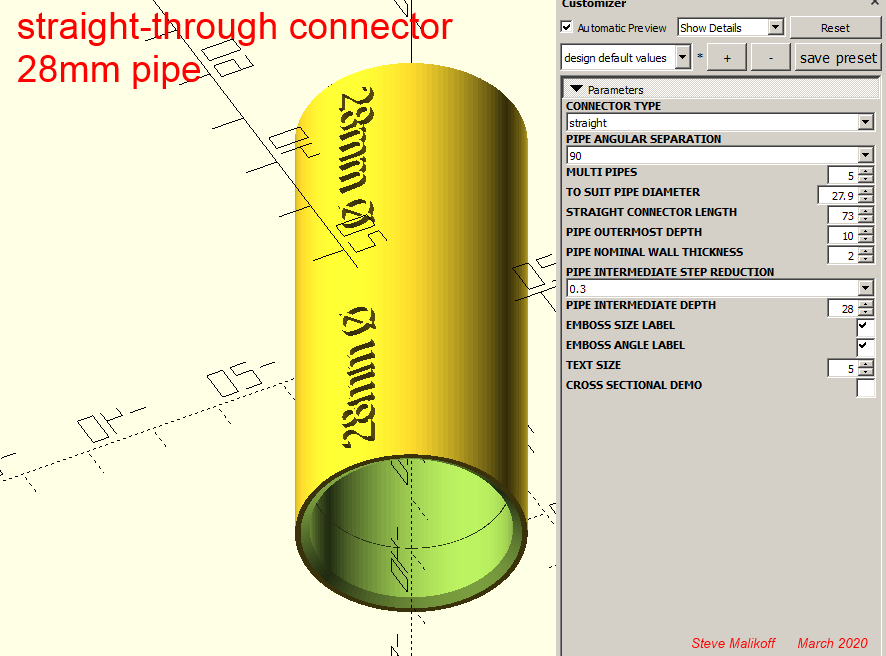 straight-through connector
28mm pipe
28mm Ø
28mm Ø
Customizer
Automatic Preview
Show Details
Reset
design default values
*
+
-
save preset
Parameters
CONNECTOR TYPE
straight
PIPE ANGULAR SEPARATION
90
MULTI PIPES 5
TO SUIT PIPE DIAMETER 27.9
STRAIGHT CONNECTOR LENGTH 73
PIPE OUTERMOST DEPTH 10
PIPE NOMINAL WALL THICKNESS 2
PIPE INTERMEDIATE STEP REDUCTION
0.3
PIPE INTERMEDIATE DEPTH 28
EMBOSS SIZE LABEL
EMBOSS ANGLE LABEL
TEXT SIZE 5
CROSS SECTIONAL DEMO
Steve Malikoff March 2020